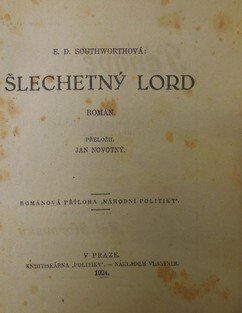 E. D. SOUTHWORTHOVÁ:
ŠLECHETNÝ LORD
ROMÁN.
PŘELOŽIL
JAN NOVOTNÝ.
ROMÁNOVÁ PŘÍLOHA „NÁRODNÍ POLITIKY“.
V PRAZE.
KNIHTISKÁRNA „POLITIKY“. — NÁKLADEM VLASTNÍM.
1924.